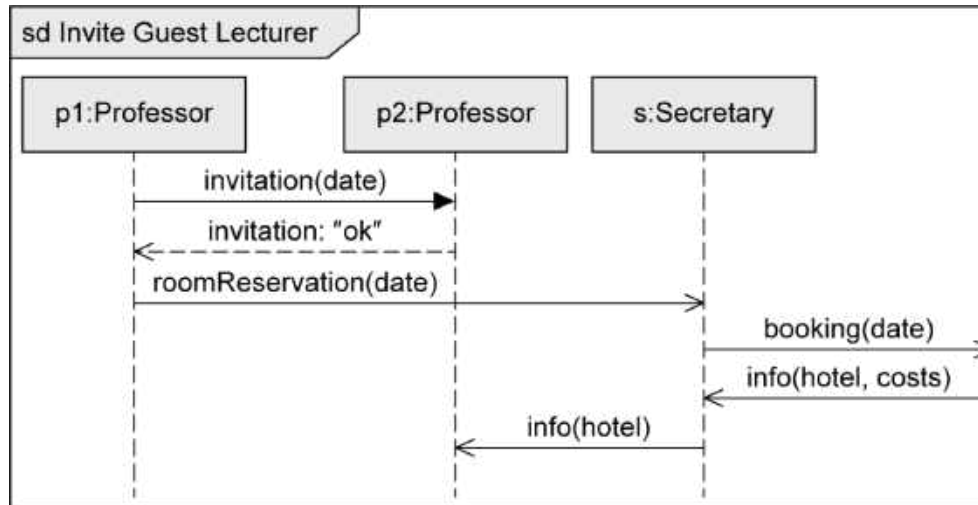 sd Invite Guest Lecturer
p1:Professor
p2:Professor
s:Secretary
invitation(date)
invitation: "ok"
roomReservation(date)
booking(date)
info(hotel, costs)
info(hotel)